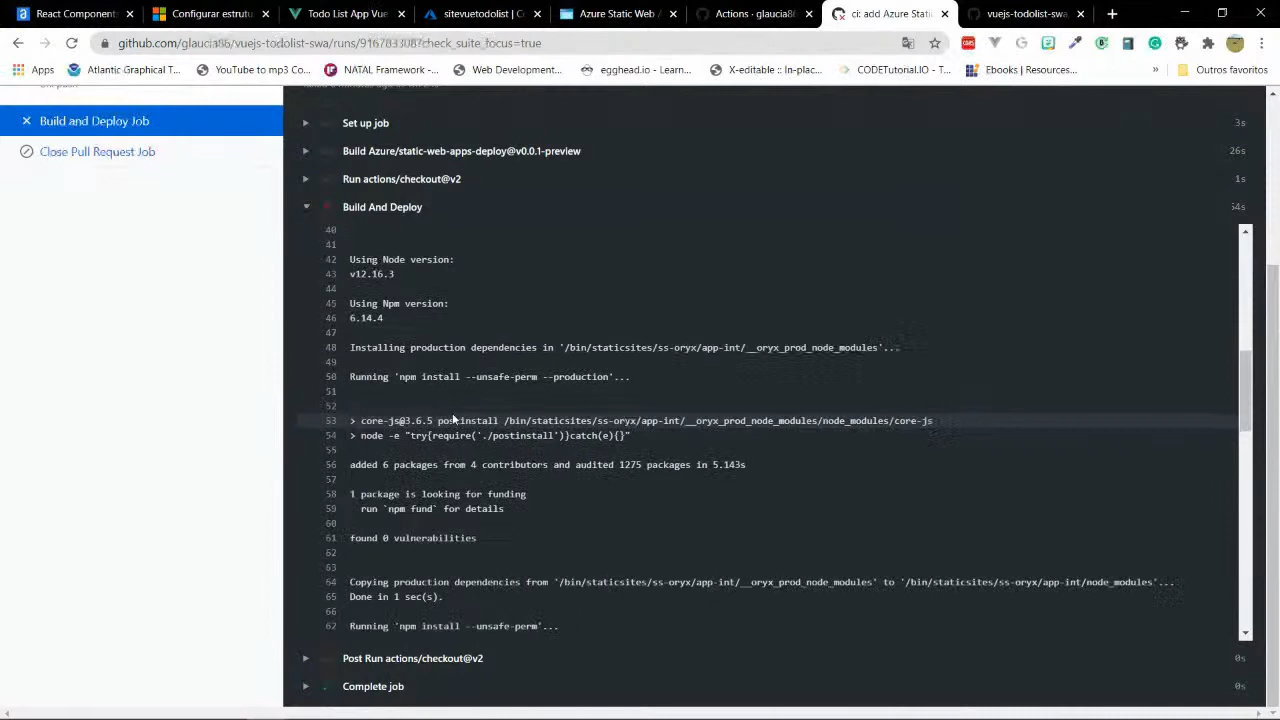 React Component:
Configurar estrutu
Todo List App Vue
sitevuetodolist | C
Azure Static Web A
Actions · glaucia86
ci: add Azure Static
vuejs-todolist-swa,
github.com/glaucia86/vuejs-todolist-swa/runs/916703308?check_suite_focus=true
Apps
Atlantic Graphical T...
YouTube to Mp3 Co...
NATAL Framework -...
Web Development...
egghead.io - Learn...
X-editable :: In-plac...
CODETutorial.IO - T...
Ebooks | Resources...
»
Outros favoritos
Build and Deploy Job
Close Pull Request Job
Set up job
3s
Build Azure/static-web-apps-deploy@v0.0.1-preview
26s
Run actions/checkout@v2
1s
Build And Deploy
54s
40
41
42 Using Node version:
43 v12.16.3
44
45 Using Npm version:
46 6.14.4
47
48 Installing production dependencies in '/bin/staticsites/ss-oryx/app-int/__oryx_prod_node_modules'...
49
50 Running 'npm install --unsafe-perm --production'...
51
52
53 > core-js@3.6.5 postinstall /bin/staticsites/ss-oryx/app-int/__oryx_prod_node_modules/node_modules/core-js
54 > node -e "try{require('./postinstall')}catch(e){}"
55
56 added 6 packages from 4 contributors and audited 1275 packages in 5.143s
57
58 1 package is looking for funding
59 run `npm fund` for details
60
61 found 0 vulnerabilities
62
63
64 Copying production dependencies from '/bin/staticsites/ss-oryx/app-int/__oryx_prod_node_modules' to '/bin/staticsites/ss-oryx/app-int/node_modules'...
65 Done in 1 sec(s).
66
62 Running 'npm install --unsafe-perm'...
Post Run actions/checkout@v2
0s
Complete job
0s